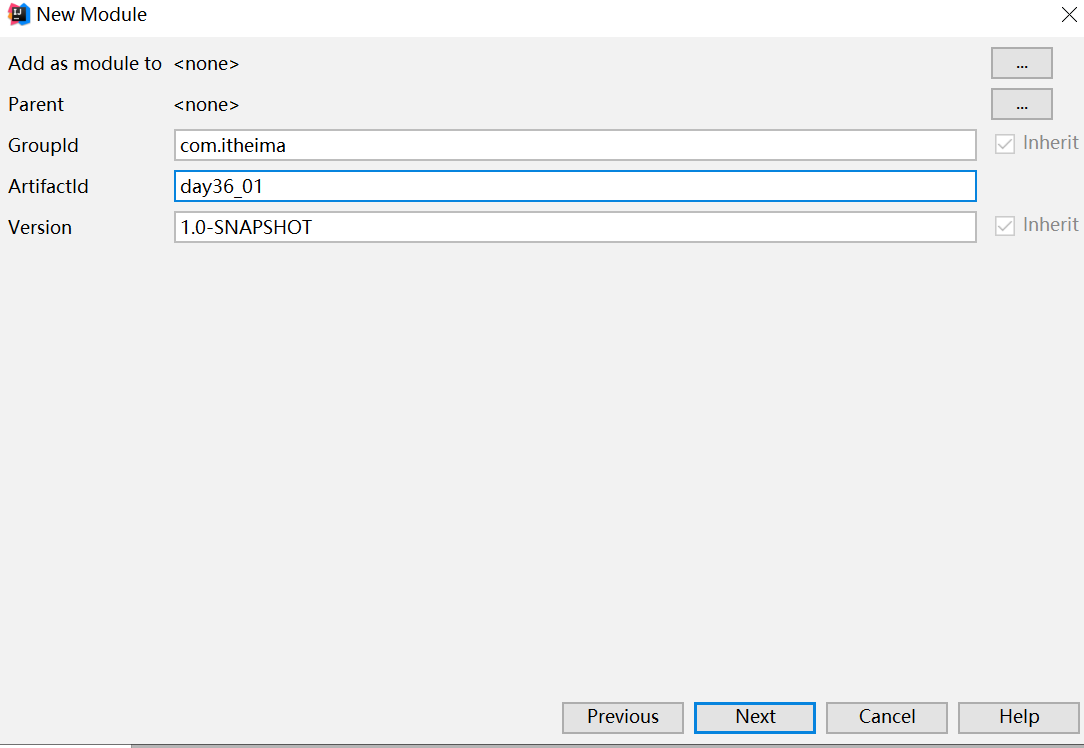 New Module
Add as module to <none>
...
Parent <none>
...
GroupId com.itheima Inherit
ArtifactId day36_01
Version 1.0-SNAPSHOT Inherit
Previous Next Cancel Help